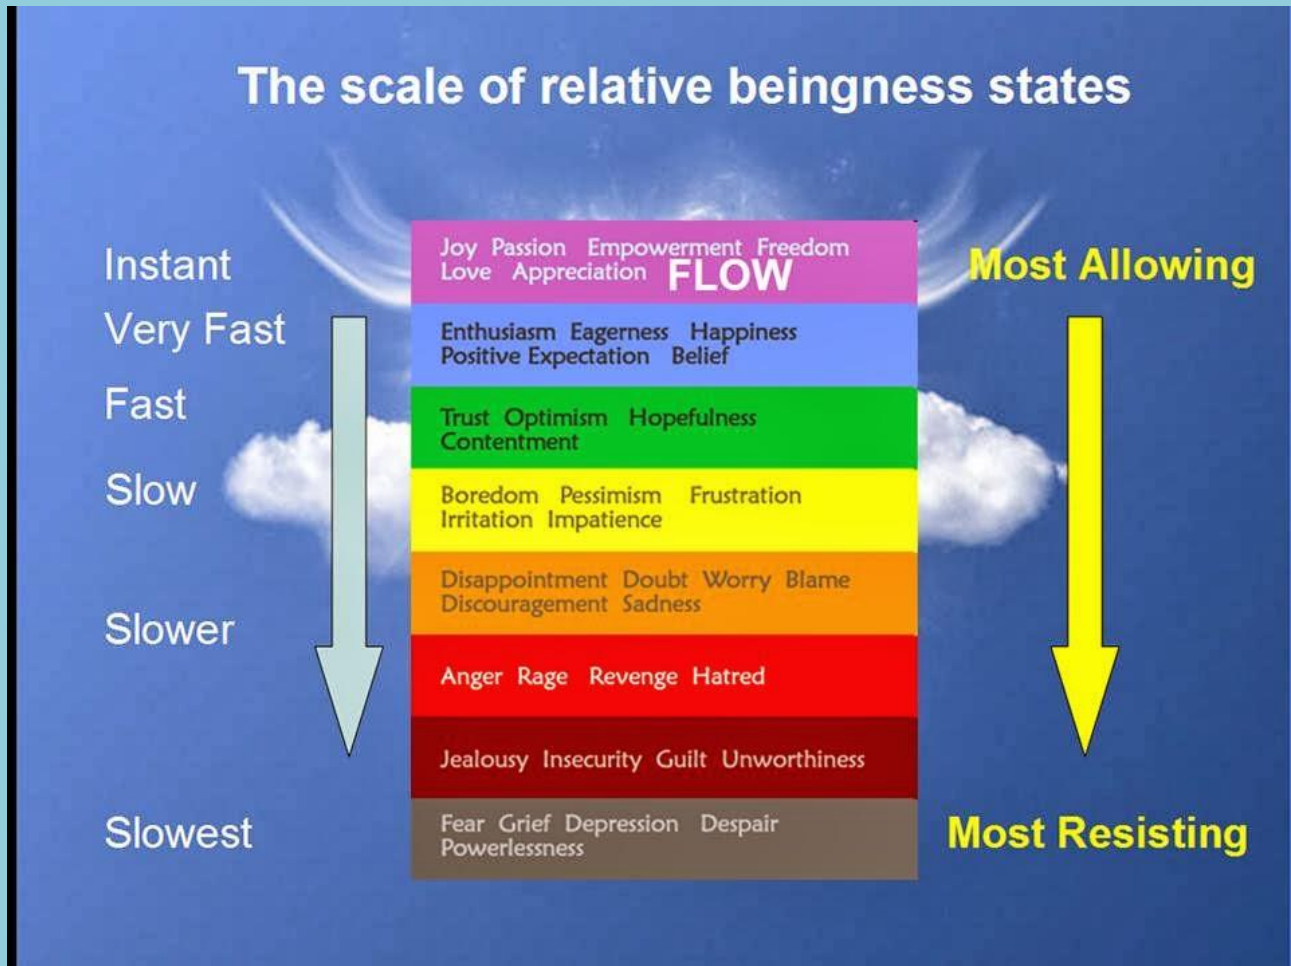 The scale of relative beingness states
Instant
Joy Passion Empowerment Freedom
Love Appreciation FLOW
Most Allowing
Very Fast
Enthusiasm Eagerness Happiness
Positive Expectation Belief
Fast
Trust Optimism Hopefulness
Contentment
Slow
Boredom Pessimism Frustration
Irritation Impatience
Disappointment Doubt Worry Blame
Discouragement Sadness
Slower
Anger Rage Revenge Hatred
Jealousy Insecurity Guilt Unworthiness
Slowest
Fear Grief Depression Despair
Powerlessness
Most Resisting